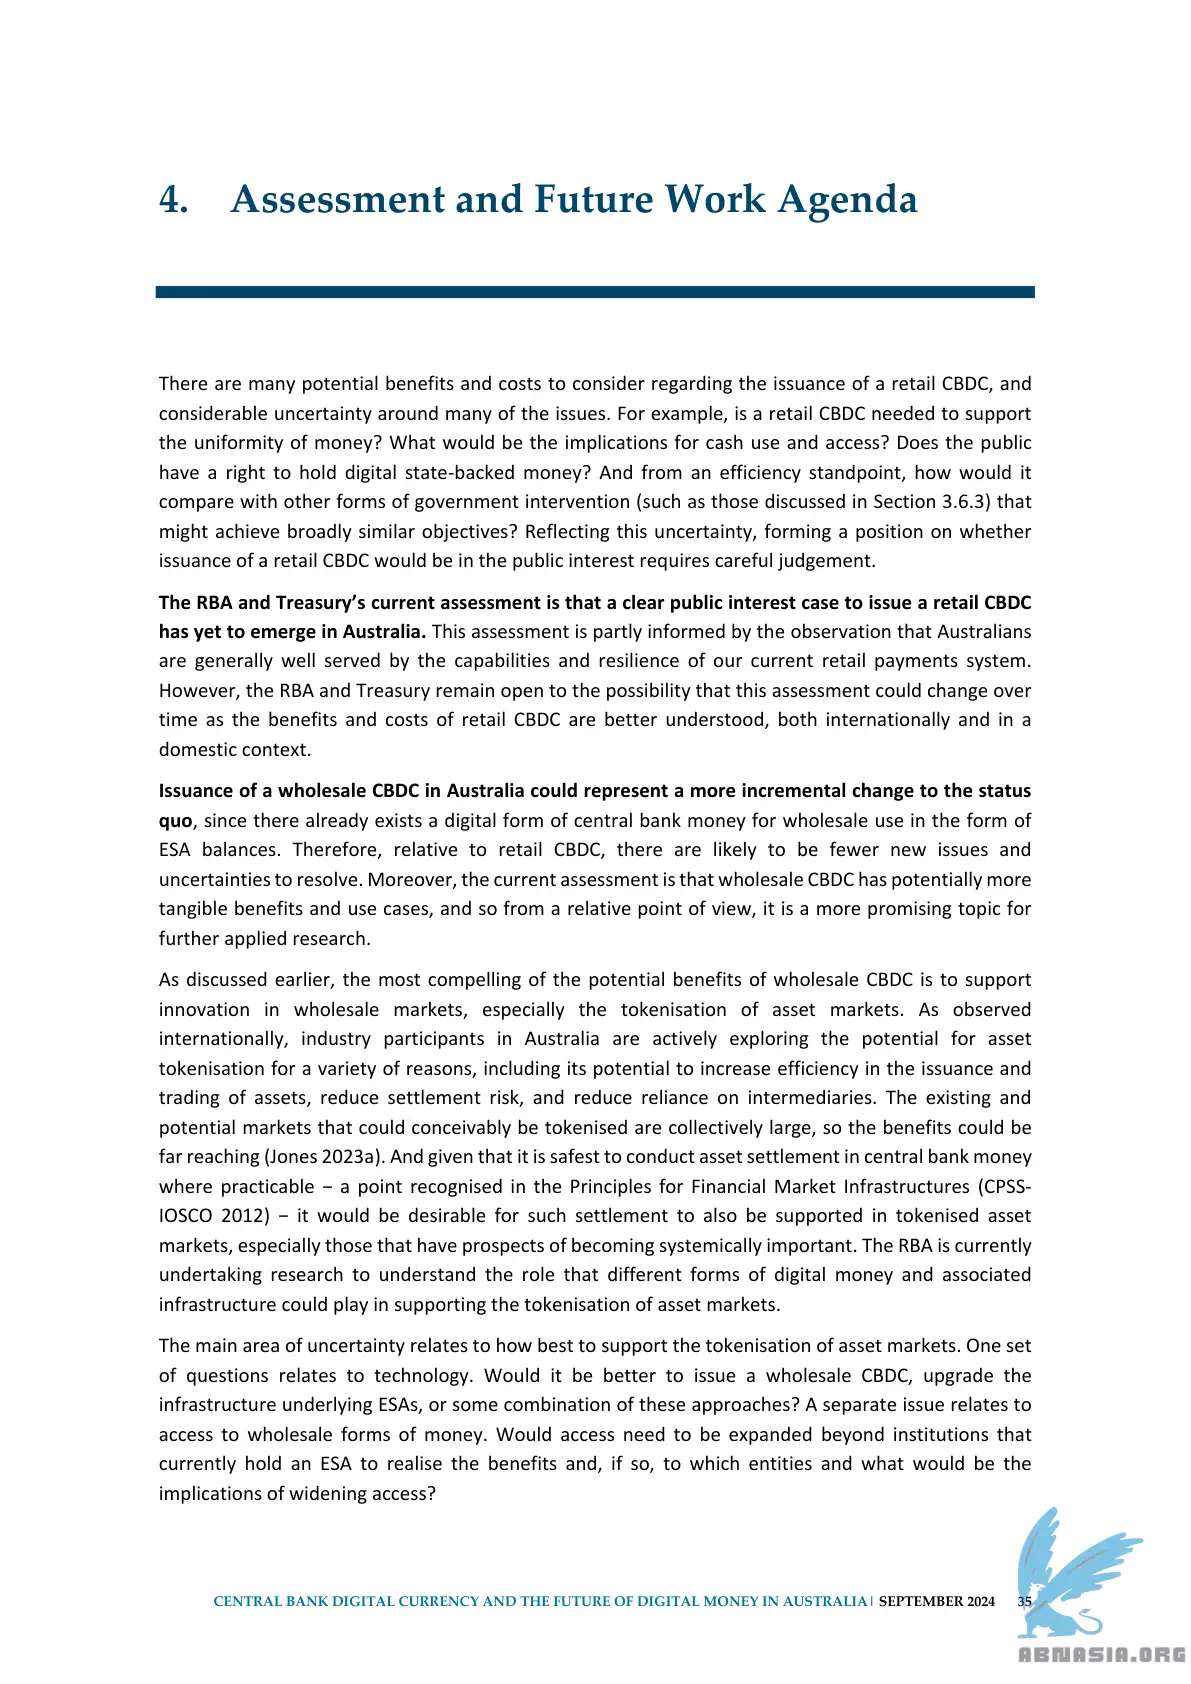 4. Assessment and Future Work Agenda
There are many potential benefits and costs to consider regarding the issuance of a retail CBDC, and
considerable uncertainty around many of the issues. For example, is a retail CBDC needed to support
the uniformity of money? What would be the implications for cash use and access? Does the public
have a right to hold digital state-backed money? And from an efficiency standpoint, how would it
compare with other forms of government intervention (such as those discussed in Section 3.6.3) that
might achieve broadly similar objectives? Reflecting this uncertainty, forming a position on whether
issuance of a retail CBDC would be in the public interest requires careful judgement.
The RBA and Treasury’s current assessment is that a clear public interest case to issue a retail CBDC
has yet to emerge in Australia. This assessment is partly informed by the observation that Australians
are generally well served by the capabilities and resilience of our current retail payments system.
However, the RBA and Treasury remain open to the possibility that this assessment could change over
time as the benefits and costs of retail CBDC are better understood, both internationally and in a
domestic context.
Issuance of a wholesale CBDC in Australia could represent a more incremental change to the status
quo, since there already exists a digital form of central bank money for wholesale use in the form of
ESA balances. Therefore, relative to retail CBDC, there are likely to be fewer new issues and
uncertainties to resolve. Moreover, the current assessment is that wholesale CBDC has potentially more
tangible benefits and use cases, and so from a relative point of view, it is a more promising topic for
further applied research.
As discussed earlier, the most compelling of the potential benefits of wholesale CBDC is to support
innovation in wholesale markets, especially the tokenisation of asset markets. As observed
internationally, industry participants in Australia are actively exploring the potential for asset
tokenisation for a variety of reasons, including its potential to increase efficiency in the issuance and
trading of assets, reduce settlement risk, and reduce reliance on intermediaries. The existing and
potential markets that could conceivably be tokenised are collectively large, so the benefits could be
far reaching (Jones 2023a). And given that it is safest to conduct asset settlement in central bank money
where practicable − a point recognised in the Principles for Financial Market Infrastructures (CPSS-
IOSCO 2012) − it would be desirable for such settlement to also be supported in tokenised asset
markets, especially those that have prospects of becoming systemically important. The RBA is currently
undertaking research to understand the role that different forms of digital money and associated
infrastructure could play in supporting the tokenisation of asset markets.
The main area of uncertainty relates to how best to support the tokenisation of asset markets. One set
of questions relates to technology. Would it be better to issue a wholesale CBDC, upgrade the
infrastructure underlying ESAs, or some combination of these approaches? A separate issue relates to
access to wholesale forms of money. Would access need to be expanded beyond institutions that
currently hold an ESA to realise the benefits and, if so, to which entities and what would be the
implications of widening access?
CENTRAL BANK DIGITAL CURRENCY AND THE FUTURE OF DIGITAL MONEY IN AUSTRALIA| SEPTEMBER 2024 35
ABNASIA.ORG